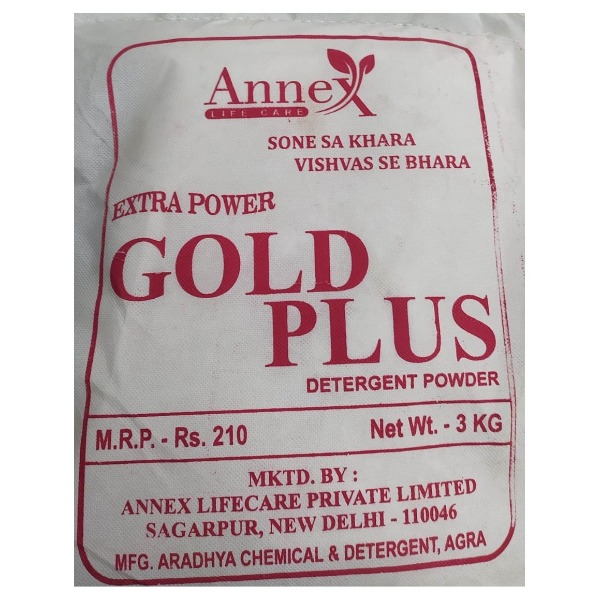 Annex
LIFE CARE
SONE SA KHARA
VISHVAS SE BHARA
EXTRA POWER
GOLD
PLUS
DETERGENT POWDER
M.R.P. - Rs. 210 Net Wt. - 3 KG
MKTD. BY :
ANNEX LIFECARE PRIVATE LIMITED
SAGARPUR, NEW DELHI - 110046
MFG. ARADHYA CHEMICAL & DETERGENT, AGRA